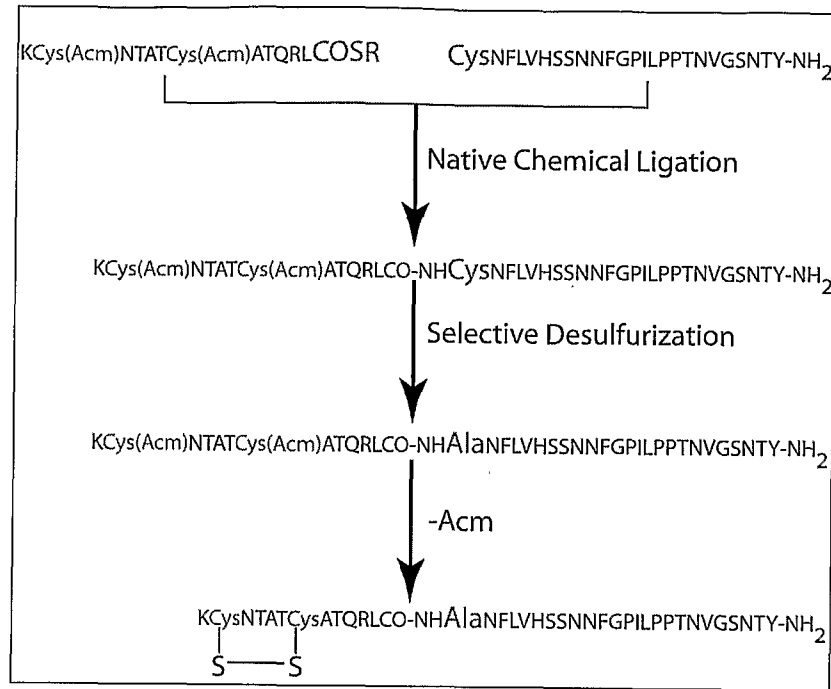 KCys(Acm)NTATCys(Acm)ATQRLCOSR CysNFLVHSSNNFGPILPPTNVGSNTY-NH2
Native Chemical Ligation
KCys(Acm)NTATCys(Acm)ATQRLCO-NHCysNFLVHSSNNFGPILPPTNVGSNTY-NH2
Selective Desulfurization
KCys(Acm)NTATCys(Acm)ATQRLCO-NHAlaNFLVHSSNNFGPILPPTNVGSNTY-NH2
-Acm
KCysNTATCysATQRLCO-NHAlaNFLVHSSNNFGPILPPTNVGSNTY-NH2
S S